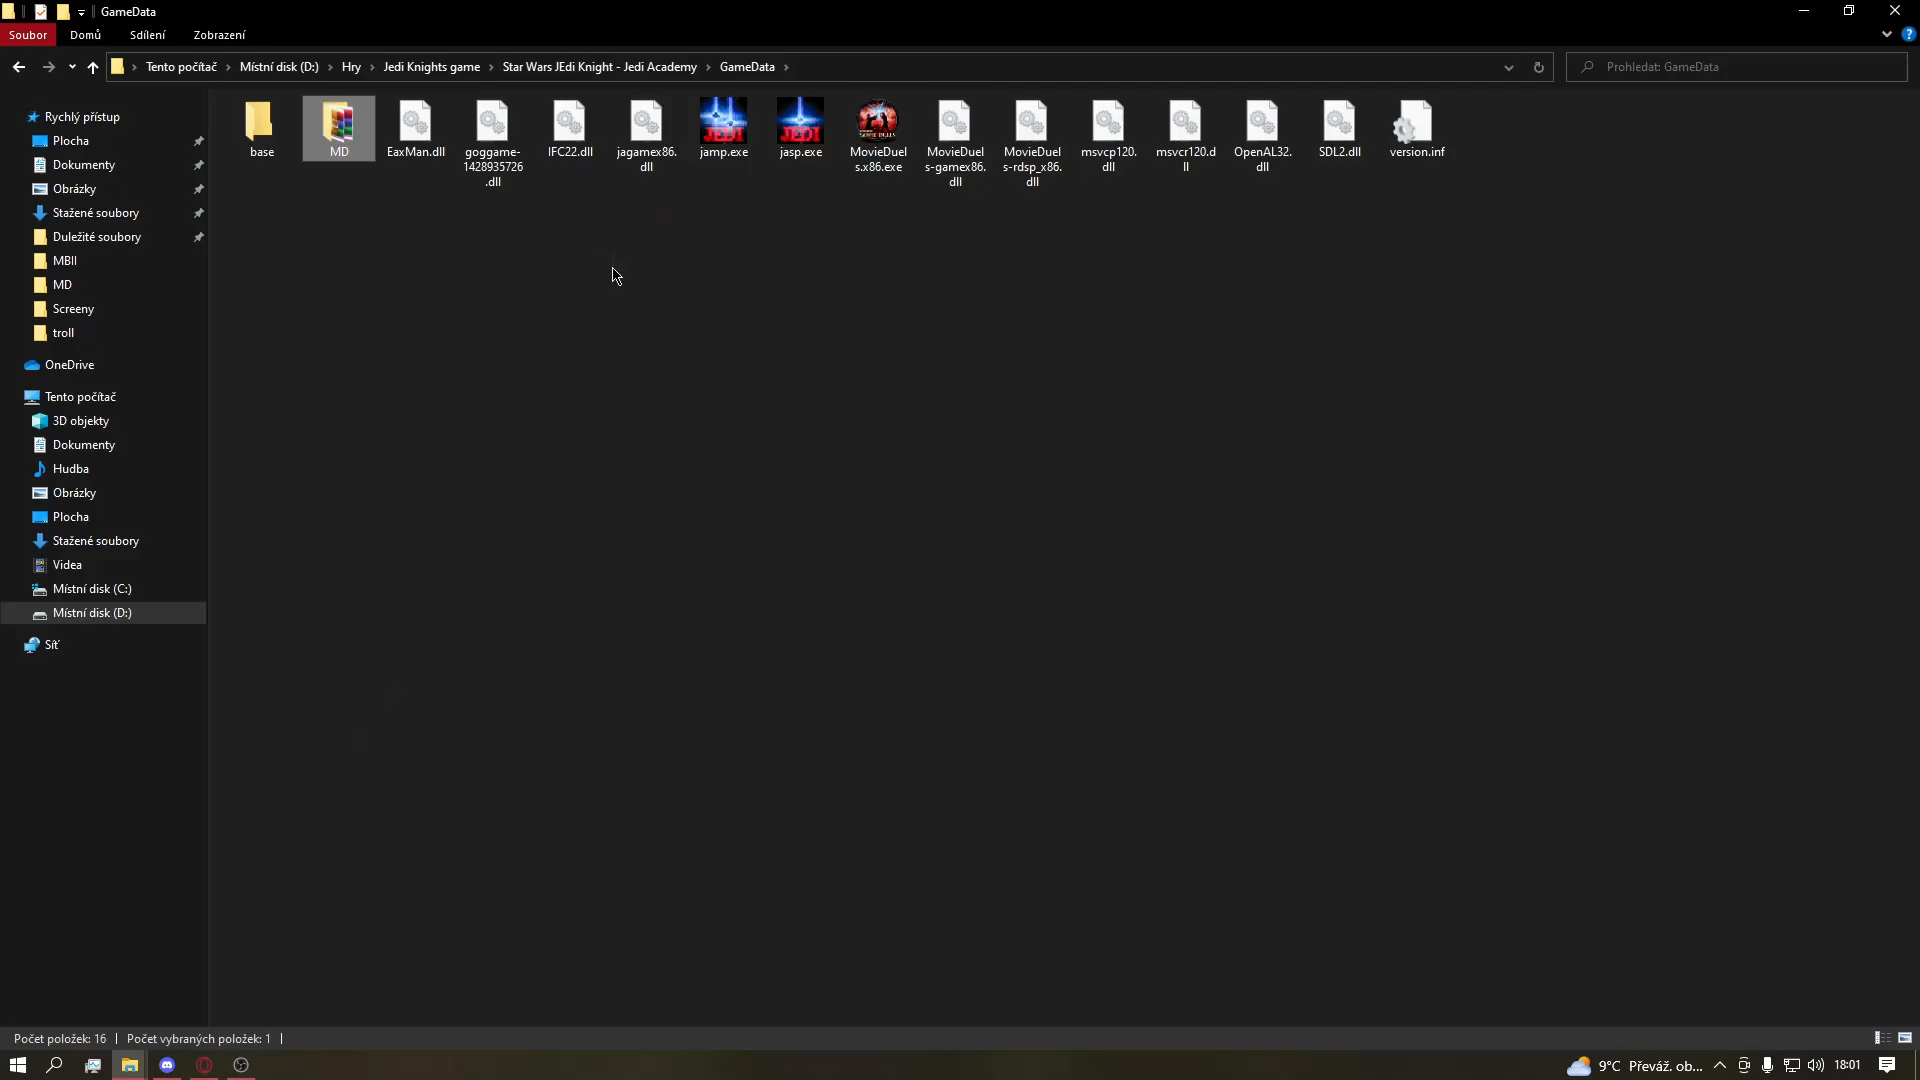 GameData
Soubor Domů Sdílení Zobrazení
Tento počítač Místní disk (D:) Hry Jedi Knights game Star Wars JEdi Knight - Jedi Academy GameData
Prohledat: GameData
Rychlý přístup
Plocha
Dokumenty
Obrázky
Stažené soubory
Duležité soubory
MBII
MD
Screeny
troll
OneDrive
Tento počítač
3D objekty
Dokumenty
Hudba
Obrázky
Plocha
Stažené soubory
Videa
Místní disk (C:)
Místní disk (D:)
Síť
base
MD
EaxMan.dll
goggame-
1428935726
.dll
IFC22.dll
jagamex86.
dll
JEDI
jamp.exe
JEDI
jasp.exe
MovieDuel
s.x86.exe
MovieDuel
s-gamex86.
dll
MovieDuel
s-rdsp_x86.
dll
msvcp120.
dll
msvcr120.d
ll
OpenAL32.
dll
SDL2.dll
version.inf
Počet položek: 16 Počet vybraných položek: 1
9°C Převáž. ob... 18:01